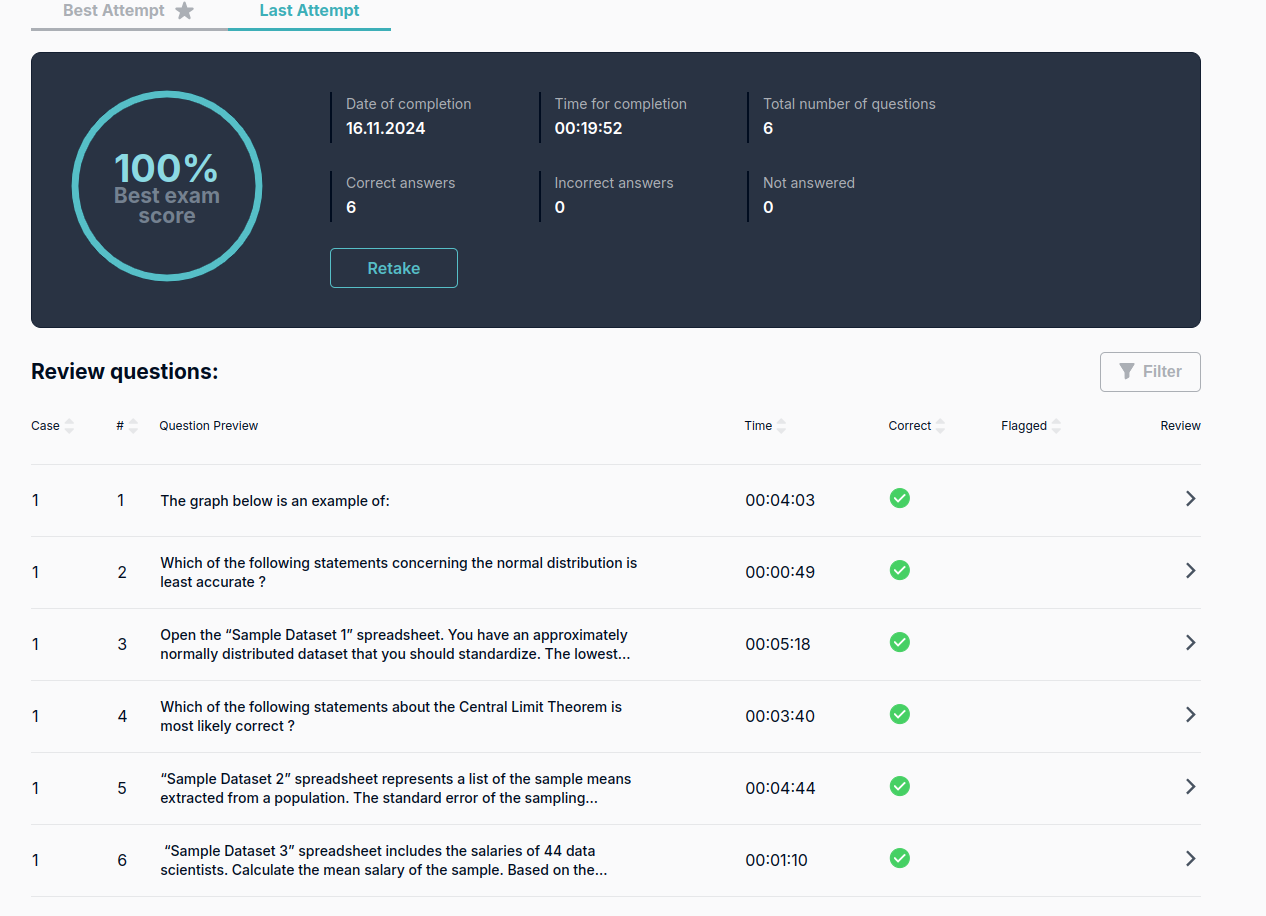 Best Attempt
Last Attempt
100%
Best exam
score
Date of completion
16.11.2024
Time for completion
00:19:52
Total number of questions
6
Correct answers
6
Incorrect answers
0
Not answered
0
Retake
Review questions:
Filter
Case # Question Preview Time Correct Flagged Review
1 1 The graph below is an example of: 00:04:03
1 2 Which of the following statements concerning the normal distribution is
least accurate ? 00:00:49
1 3 Open the “Sample Dataset 1” spreadsheet. You have an approximately
normally distributed dataset that you should standardize. The lowest... 00:05:18
1 4 Which of the following statements about the Central Limit Theorem is
most likely correct ? 00:03:40
1 5 “Sample Dataset 2” spreadsheet represents a list of the sample means
extracted from a population. The standard error of the sampling... 00:04:44
1 6 “Sample Dataset 3” spreadsheet includes the salaries of 44 data
scientists. Calculate the mean salary of the sample. Based on the... 00:01:10